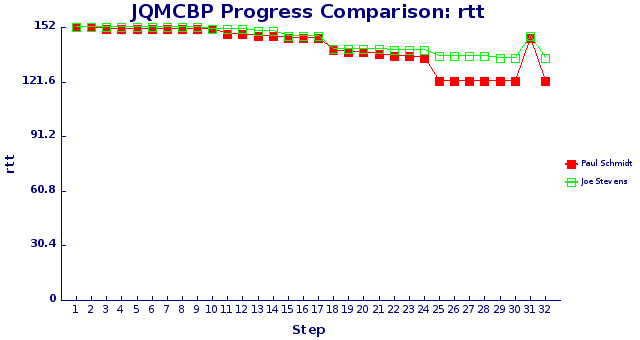 JQMCBP Progress Comparison: rtt
152
121.6
91.2
60.8
30.4
0
rtt
1 2 3 4 5 6 7 8 9 10 11 12 13 14 15 16 17 18 19 20 21 22 23 24 25 26 27 28 29 30 31 32
Step
Paul Schmidt
Joe Stevens